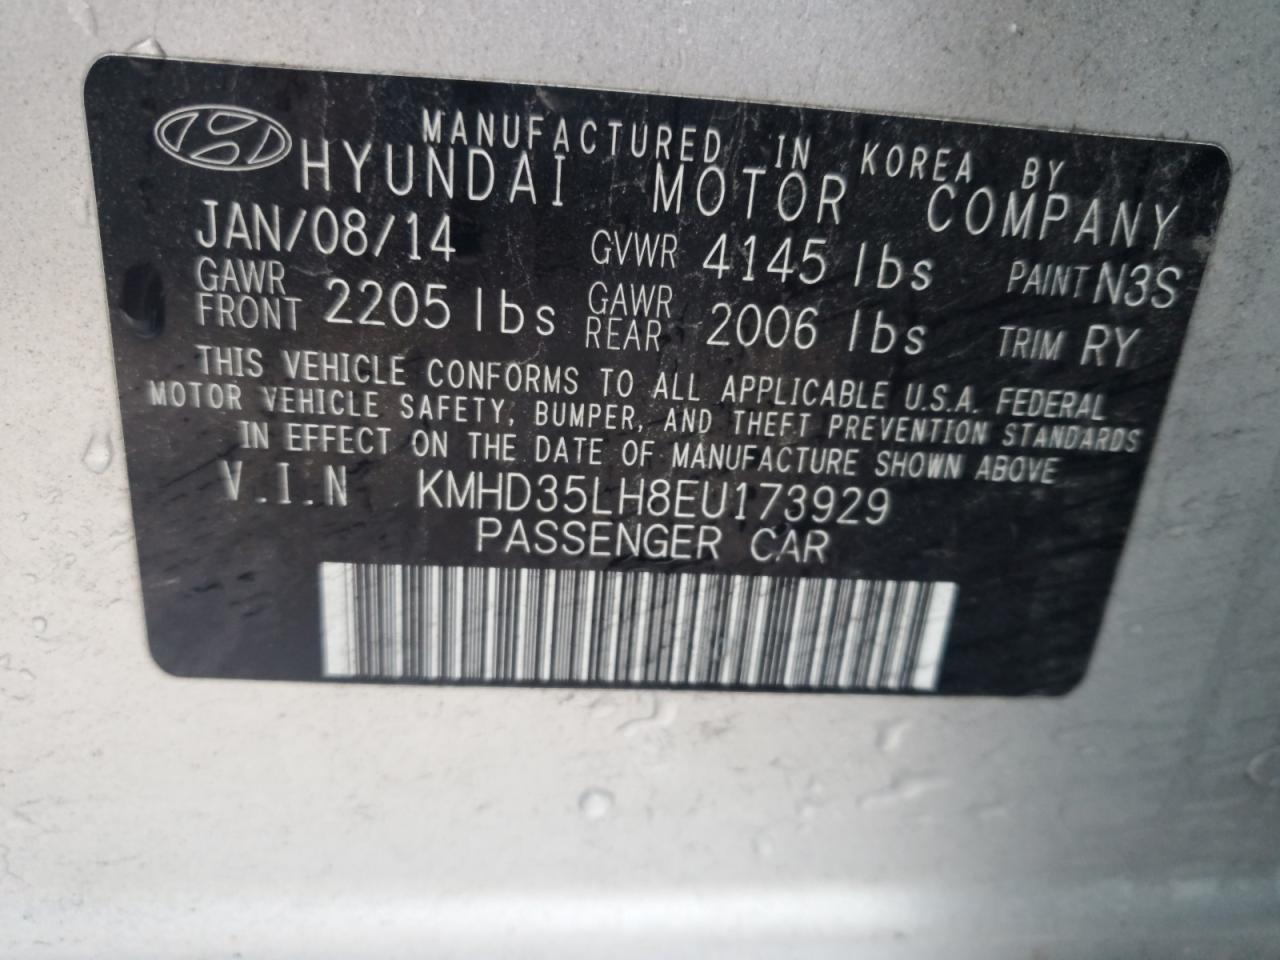 MANUFACTURED IN KOREA BY
HYUNDAI MOTOR COMPANY
JAN/08/14 GVWR 4145 lbs PAINT N3S
GAWR FRONT 2205 lbs GAWR REAR 2006 lbs TRIM RY
THIS VEHICLE CONFORMS TO ALL APPLICABLE U.S.A. FEDERAL
MOTOR VEHICLE SAFETY, BUMPER, AND THEFT PREVENTION STANDARDS
IN EFFECT ON THE DATE OF MANUFACTURE SHOWN ABOVE
V.I.N KMHD35LH8EU173929
PASSENGER CAR